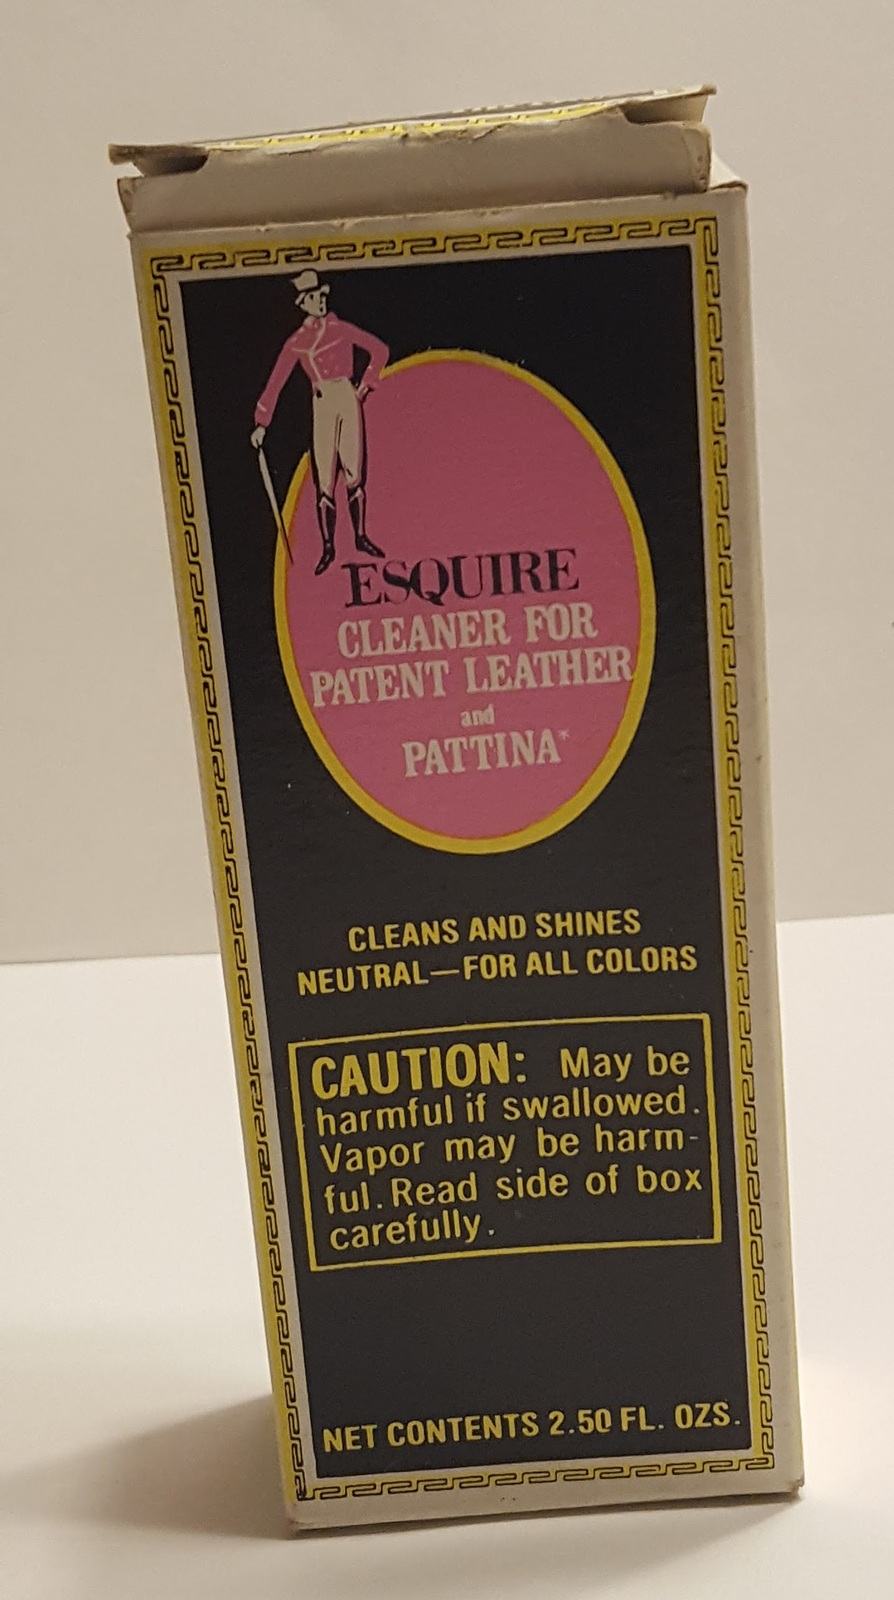 ESQUIRE
CLEANER FOR
PATENT LEATHER
and
PATTINA*
CLEANS AND SHINES
NEUTRAL—FOR ALL COLORS
CAUTION: May be
harmful if swallowed.
Vapor may be harm-
ful. Read side of box
carefully.
NET CONTENTS 2.50 FL. OZS.